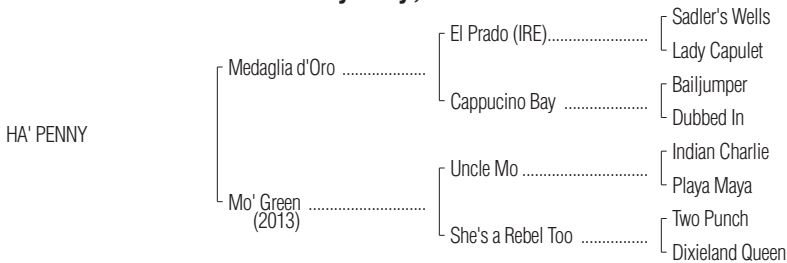 Sadler's Wells
El Prado (IRE)......................
Lady Capulet
Medaglia d'Oro ....................
Bailjumper
Cappucino Bay ..................
Dubbed In
HA' PENNY
Indian Charlie
Uncle Mo ...........................
Playa Maya
Mo' Green ............................
(2013)
Two Punch
She's a Rebel Too ................
Dixieland Queen